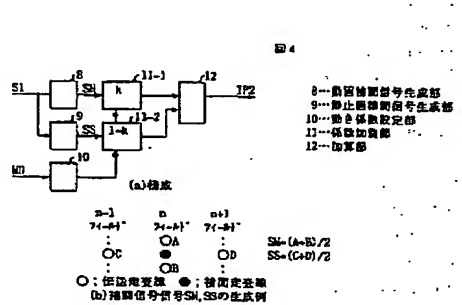 図4
8 SM k 11-1 12
S1 TP2
9 SS 1-k 11-2
MD 10
(a)構成
8…動画補間信号生成部
9…静止画補間信号生成部
10…動き係数設定部
11…係数加算部
12…加算部
n-1 n n+1
フィールド フィールド フィールド
○A
○C ● ○D
○B
SM=(A+B)/2
SS=(C+D)/2
○;伝送走査線 ●;補間走査線
(b)補間信号信号SM,SSの生成例